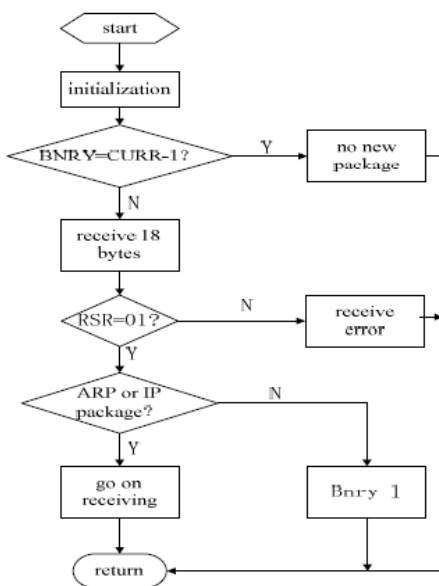 start
initialization
BNRY=CURR-1?
Y
no new
package
N
receive 18
bytes
RSR=01?
N
receive
error
Y
ARP or IP
package?
N
Y
go on
receiving
Bnry 1
return